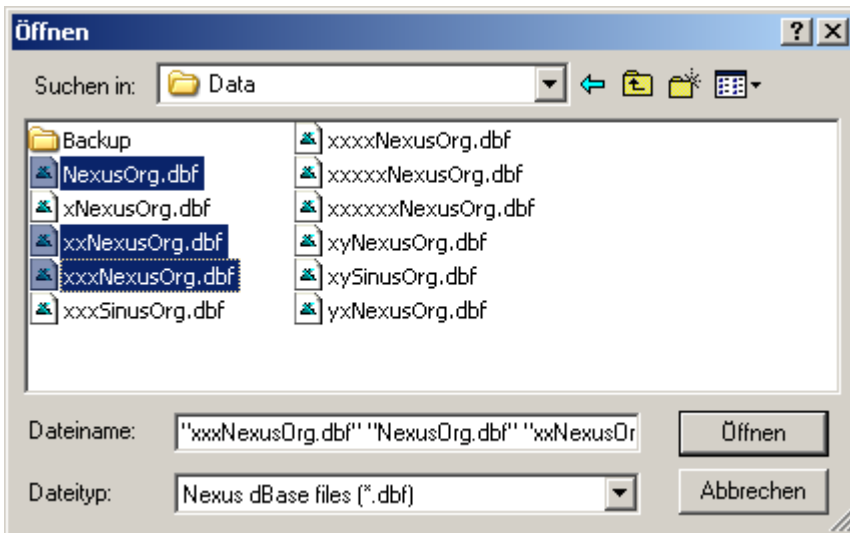 Öffnen
Suchen in: Data
Backup
NexusOrg.dbf
xNexusOrg.dbf
xxNexusOrg.dbf
xxxNexusOrg.dbf
xxxSinusOrg.dbf
xxxxNexusOrg.dbf
xxxxxNexusOrg.dbf
xxxxxxNexusOrg.dbf
xyNexusOrg.dbf
xySinusOrg.dbf
yxNexusOrg.dbf
Dateiname: "xxxNexusOrg.dbf" "NexusOrg.dbf" "xxNexusOr Öffnen
Dateityp: Nexus dBase files (*.dbf) Abbrechen